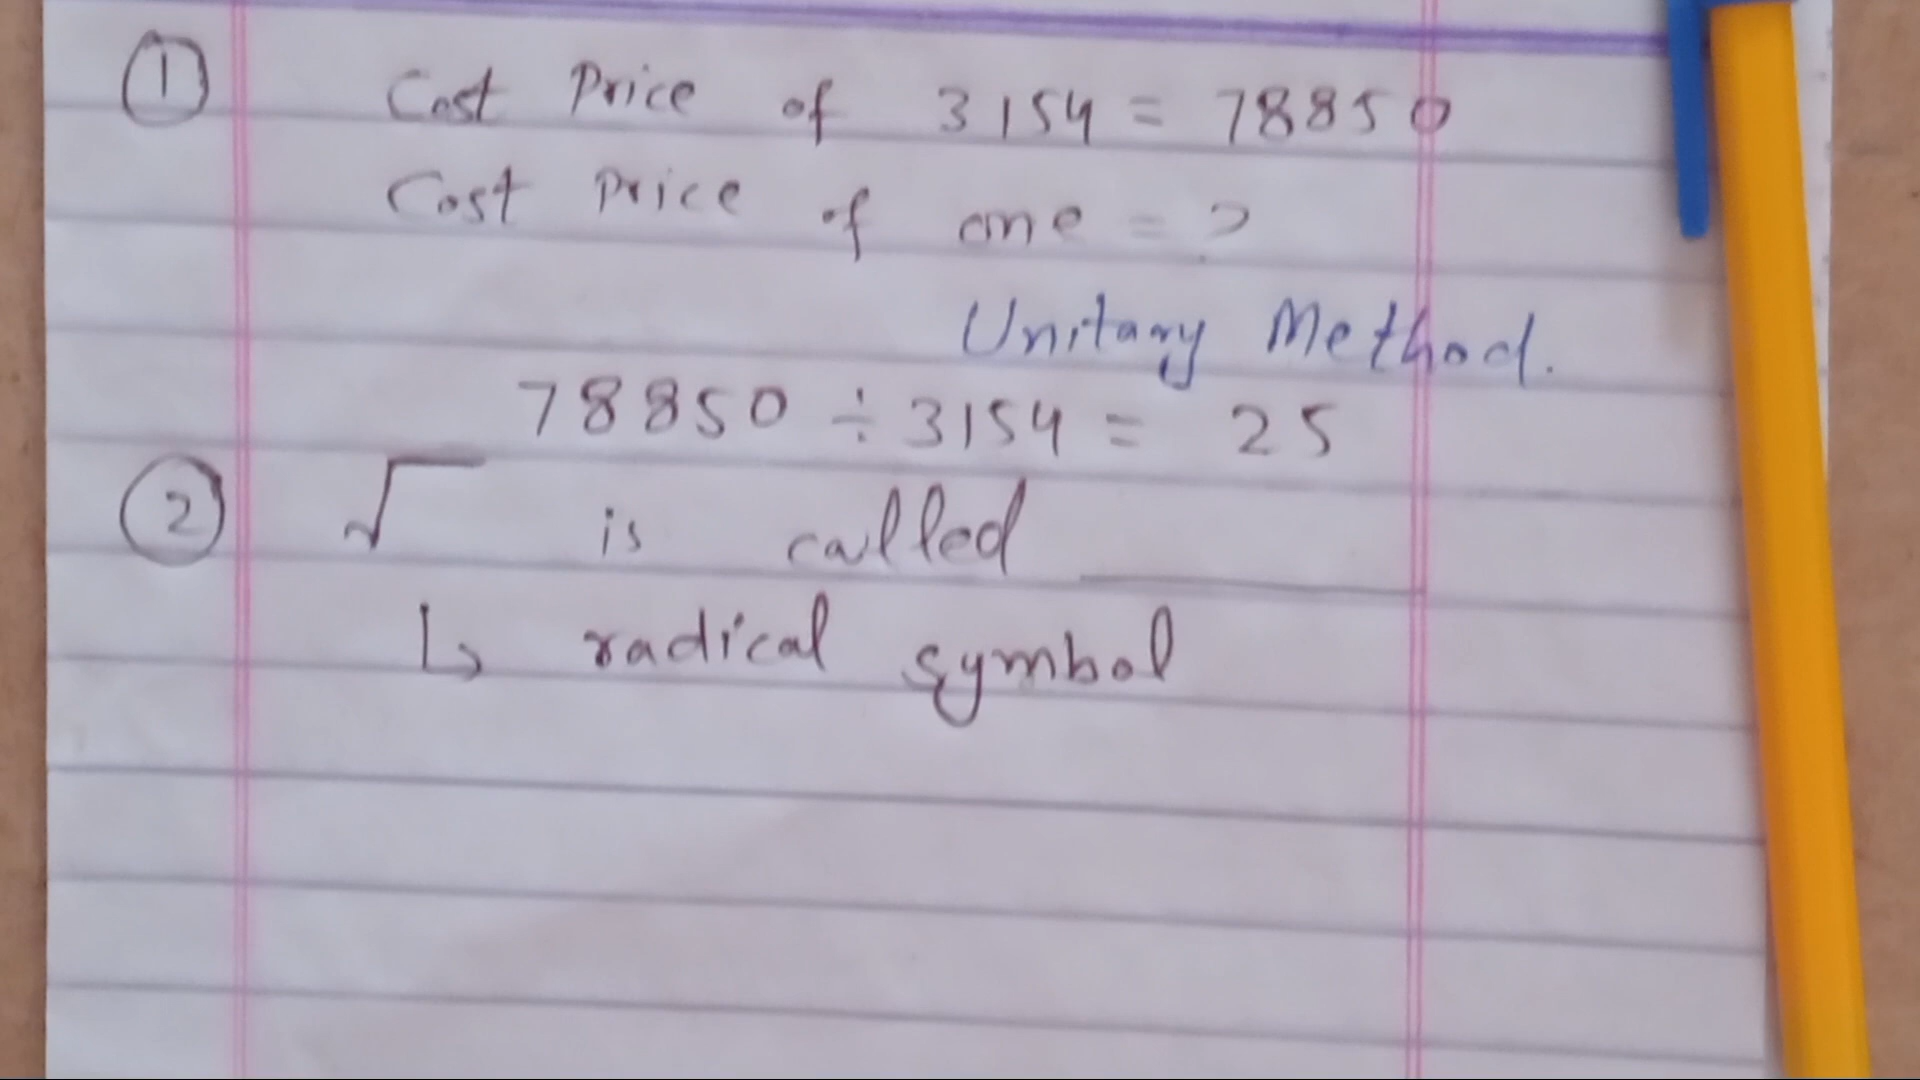 ① Cost Price of 3154 = 78850
Cost Price of one = ?
Unitary Method.
78850 ÷ 3154 = 25
② √ is called ______
↳ radical symbol